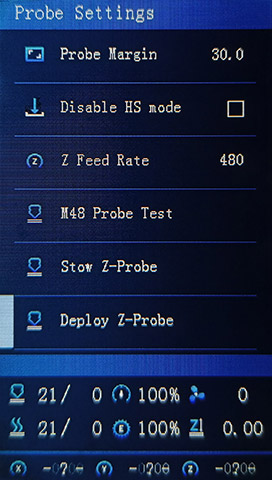 Probe Settings
Probe Margin 30.0
Disable HS mode
Z Feed Rate 480
M48 Probe Test
Stow Z-Probe
Deploy Z-Probe
21/ 0 100% 0
21/ 0 E 100% Z 0.00
X -?- Y Z